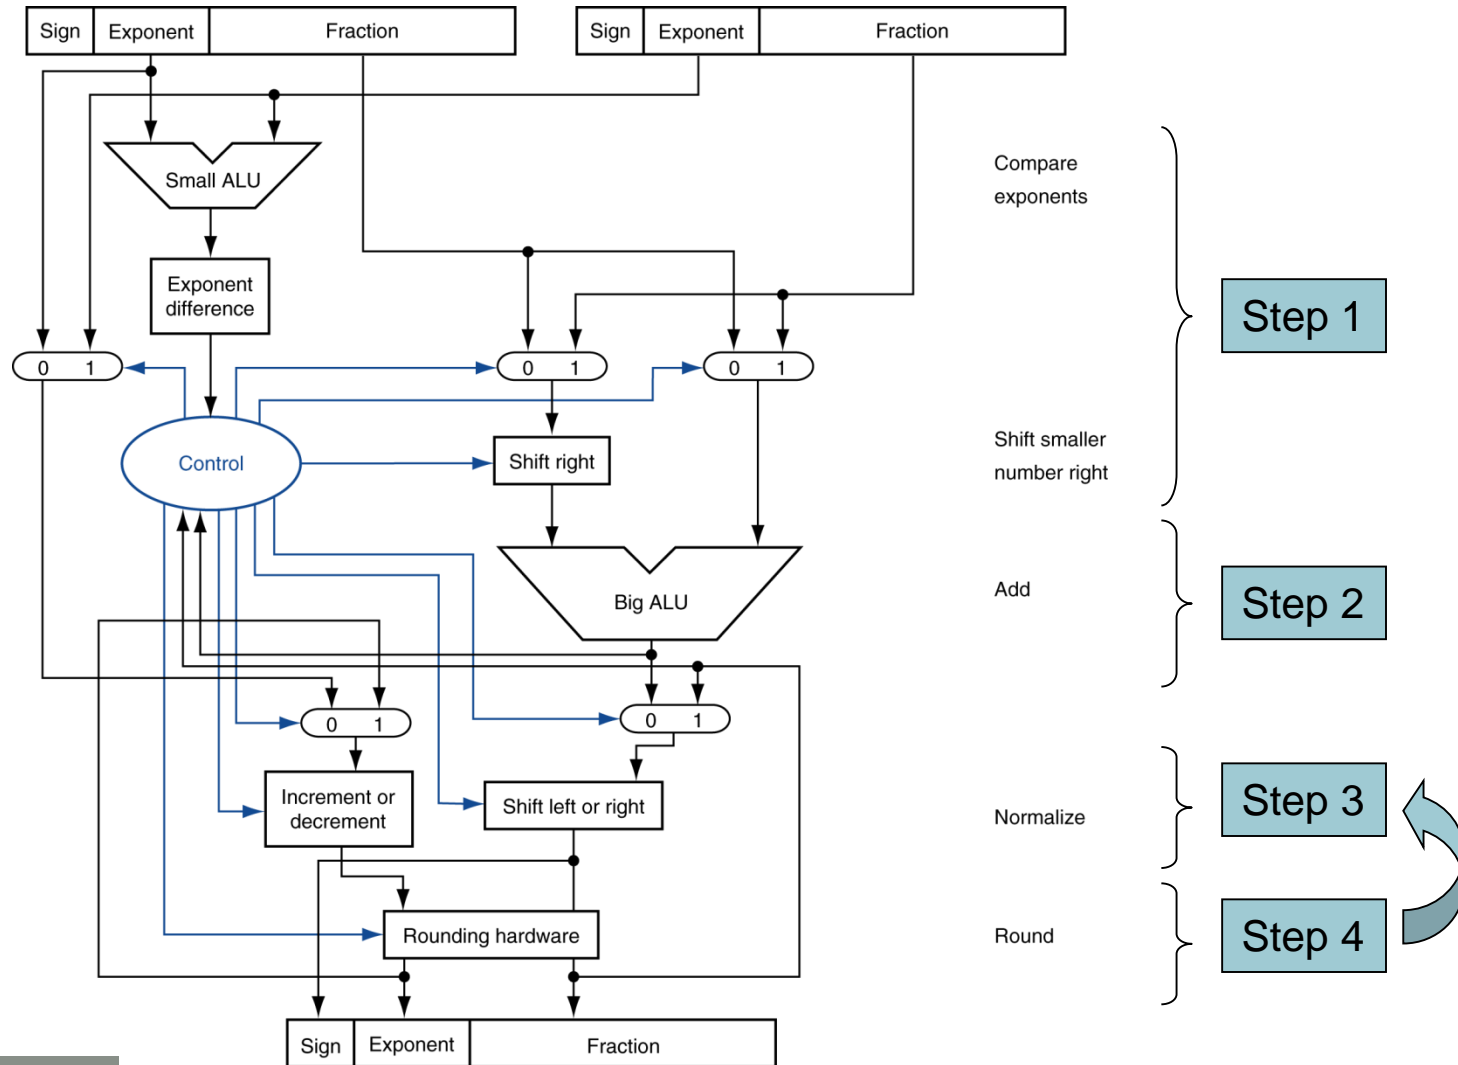 Sign Exponent Fraction Sign Exponent Fraction
Small ALU
Compare
exponents
Exponent
difference
Step 1
0 1 0 1 0 1
Control
Shift right
Shift smaller
number right
Big ALU
Add
Step 2
0 1 0 1
Increment or
decrement
Shift left or right
Normalize
Step 3
Rounding hardware
Round
Step 4
Sign Exponent Fraction